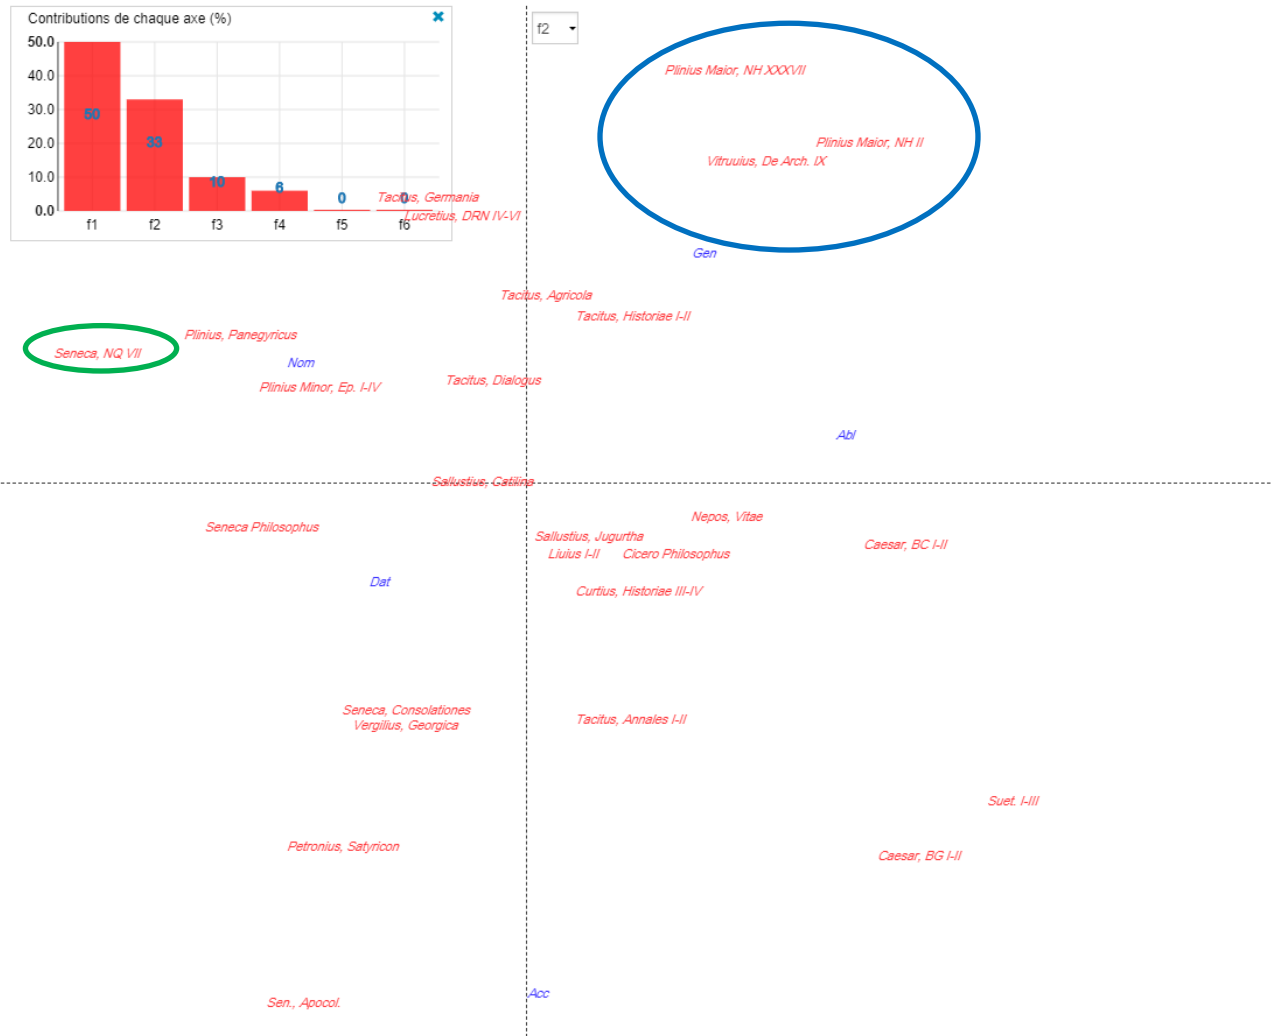 Contributions de chaque axe (%)
✖
50.0
40.0
30.0
20.0
10.0
0.0
50
33
10
6
0
0
f1
f2
f3
f4
f5
f6
f2
Plinius Maior, NH XXXVII
Plinius Maior, NH II
Vitruuius, De Arch. IX
Tacitus, Germania
Lucretius, DRN IV-VI
Gen
Tacitus, Agricola
Tacitus, Historiae I-II
Plinius, Panegyricus
Seneca, NQ VII
Nom
Plinius Minor, Ep. I-IV
Tacitus, Dialogus
Abl
Sallustius, Catilina
Nepos, Vitae
Seneca Philosophus
Sallustius, Jugurtha
Caesar, BC I-II
Liuius I-II
Cicero Philosophus
Dat
Curtius, Historiae III-IV
Seneca, Consolationes
Vergilius, Georgica
Tacitus, Annales I-II
Suet. I-III
Petronius, Satyricon
Caesar, BG I-II
Acc
Sen., Apocol.